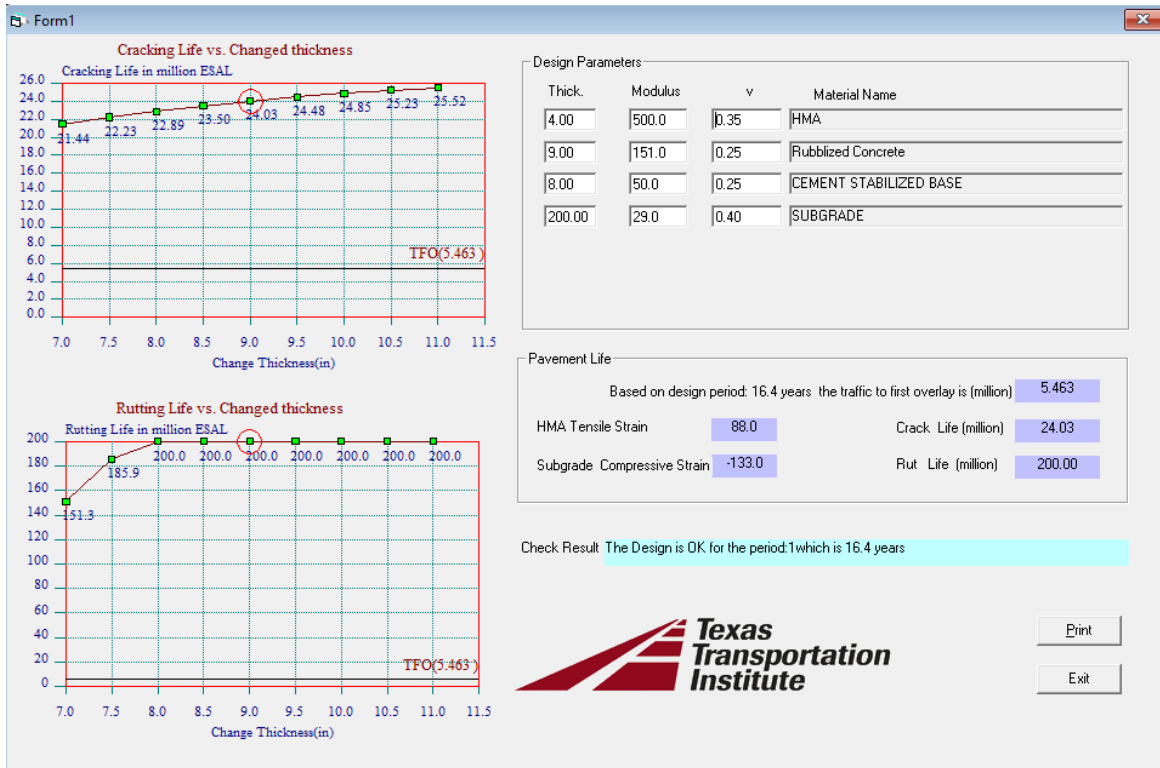 Form1
Cracking Life vs. Changed thickness
Cracking Life in million ESAL
26.0
24.0
22.0
20.0
18.0
16.0
14.0
12.0
10.0
8.0
6.0
4.0
2.0
0.0
21.44 22.23 22.89 23.50 24.03 24.48 24.85 25.23 25.52
TFO(5.463 )
7.0 7.5 8.0 8.5 9.0 9.5 10.0 10.5 11.0 11.5
Change Thickness(in)
Rutting Life vs. Changed thickness
Rutting Life in million ESAL
200
180
160
140
120
100
80
60
40
20
0
151.3 185.9 200.0 200.0 200.0 200.0 200.0 200.0 200.0
TFO(5.463 )
7.0 7.5 8.0 8.5 9.0 9.5 10.0 10.5 11.0 11.5
Change Thickness(in)
Design Parameters
Thick. Modulus v Material Name
4.00 500.0 0.35 HMA
9.00 151.0 0.25 Rubblized Concrete
8.00 50.0 0.25 CEMENT STABILIZED BASE
200.00 29.0 0.40 SUBGRADE
Pavement Life
Based on design period: 16.4 years the traffic to first overlay is (million) 5.463
HMA Tensile Strain 88.0 Crack Life (million) 24.03
Subgrade Compressive Strain -133.0 Rut Life (million) 200.00
Check Result The Design is OK for the period:1which is 16.4 years
Texas
Transportation
Institute
Print
Exit